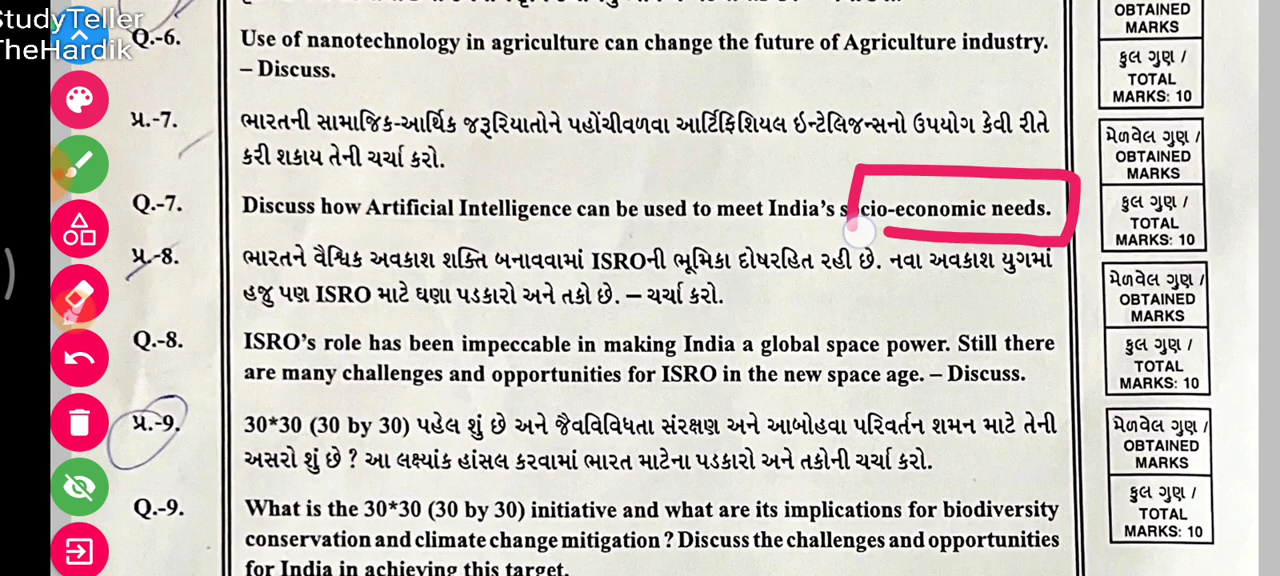 StudyTeller
TheHardik
Q.-6.
Use of nanotechnology in agriculture can change the future of Agriculture industry.
– Discuss.
OBTAINED
MARKS
કુલ ગુણ /
TOTAL
MARKS: 10
પ્ર.-7.
ભારતની સામાજિક-આર્થિક જરૂરિયાતોને પહોંચીવળવા આર્ટિફિશિયલ ઇન્ટેલિજન્સનો ઉપયોગ કેવી રીતે
કરી શકાય તેની ચર્ચા કરો.
Q.-7.
Discuss how Artificial Intelligence can be used to meet India's socio-economic needs.
મેળવેલ ગુણ /
OBTAINED
MARKS
કુલ ગુણ /
TOTAL
MARKS: 10
પ્ર.-8.
ભારતને વૈશ્વિક અવકાશ શક્તિ બનાવવામાં ISROની ભૂમિકા દોષરહિત રહી છે. નવા અવકાશ યુગમાં
હજુ પણ ISRO માટે ઘણા પડકારો અને તકો છે. – ચર્ચા કરો.
Q.-8.
ISRO's role has been impeccable in making India a global space power. Still there
are many challenges and opportunities for ISRO in the new space age. – Discuss.
મેળવેલ ગુણ /
OBTAINED
MARKS
કુલ ગુણ /
TOTAL
MARKS: 10
પ્ર.-9.
30*30 (30 by 30) પહેલ શું છે અને જૈવવિવિધતા સંરક્ષણ અને આબોહવા પરિવર્તન શમન માટે તેની
અસરો શું છે ? આ લક્ષ્યાંક હાંસલ કરવામાં ભારત માટેના પડકારો અને તકોની ચર્ચા કરો.
Q.-9.
What is the 30*30 (30 by 30) initiative and what are its implications for biodiversity
conservation and climate change mitigation ? Discuss the challenges and opportunities
for India in achieving this target.
મેળવેલ ગુણ /
OBTAINED
MARKS
કુલ ગુણ /
TOTAL
MARKS: 10